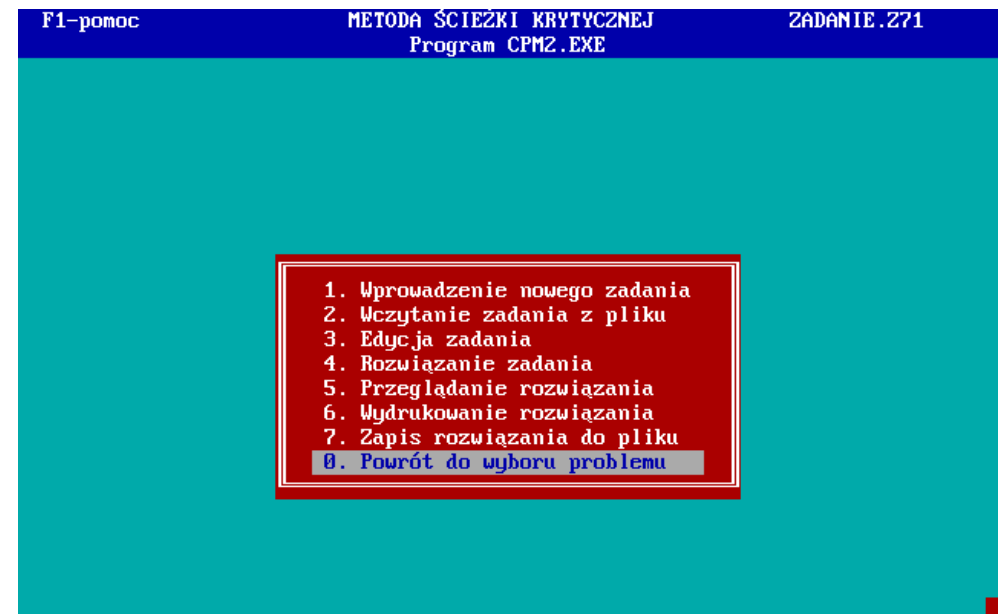 F1-pomoc METODA ŚCIEŻKI KRYTYCZNEJ ZADANIE.Z71
Program CPM2.EXE
1. Wprowadzenie nowego zadania
2. Wczytanie zadania z pliku
3. Edycja zadania
4. Rozwiązanie zadania
5. Przeglądanie rozwiązania
6. Wydrukowanie rozwiązania
7. Zapis rozwiązania do pliku
0. Powrót do wyboru problemu